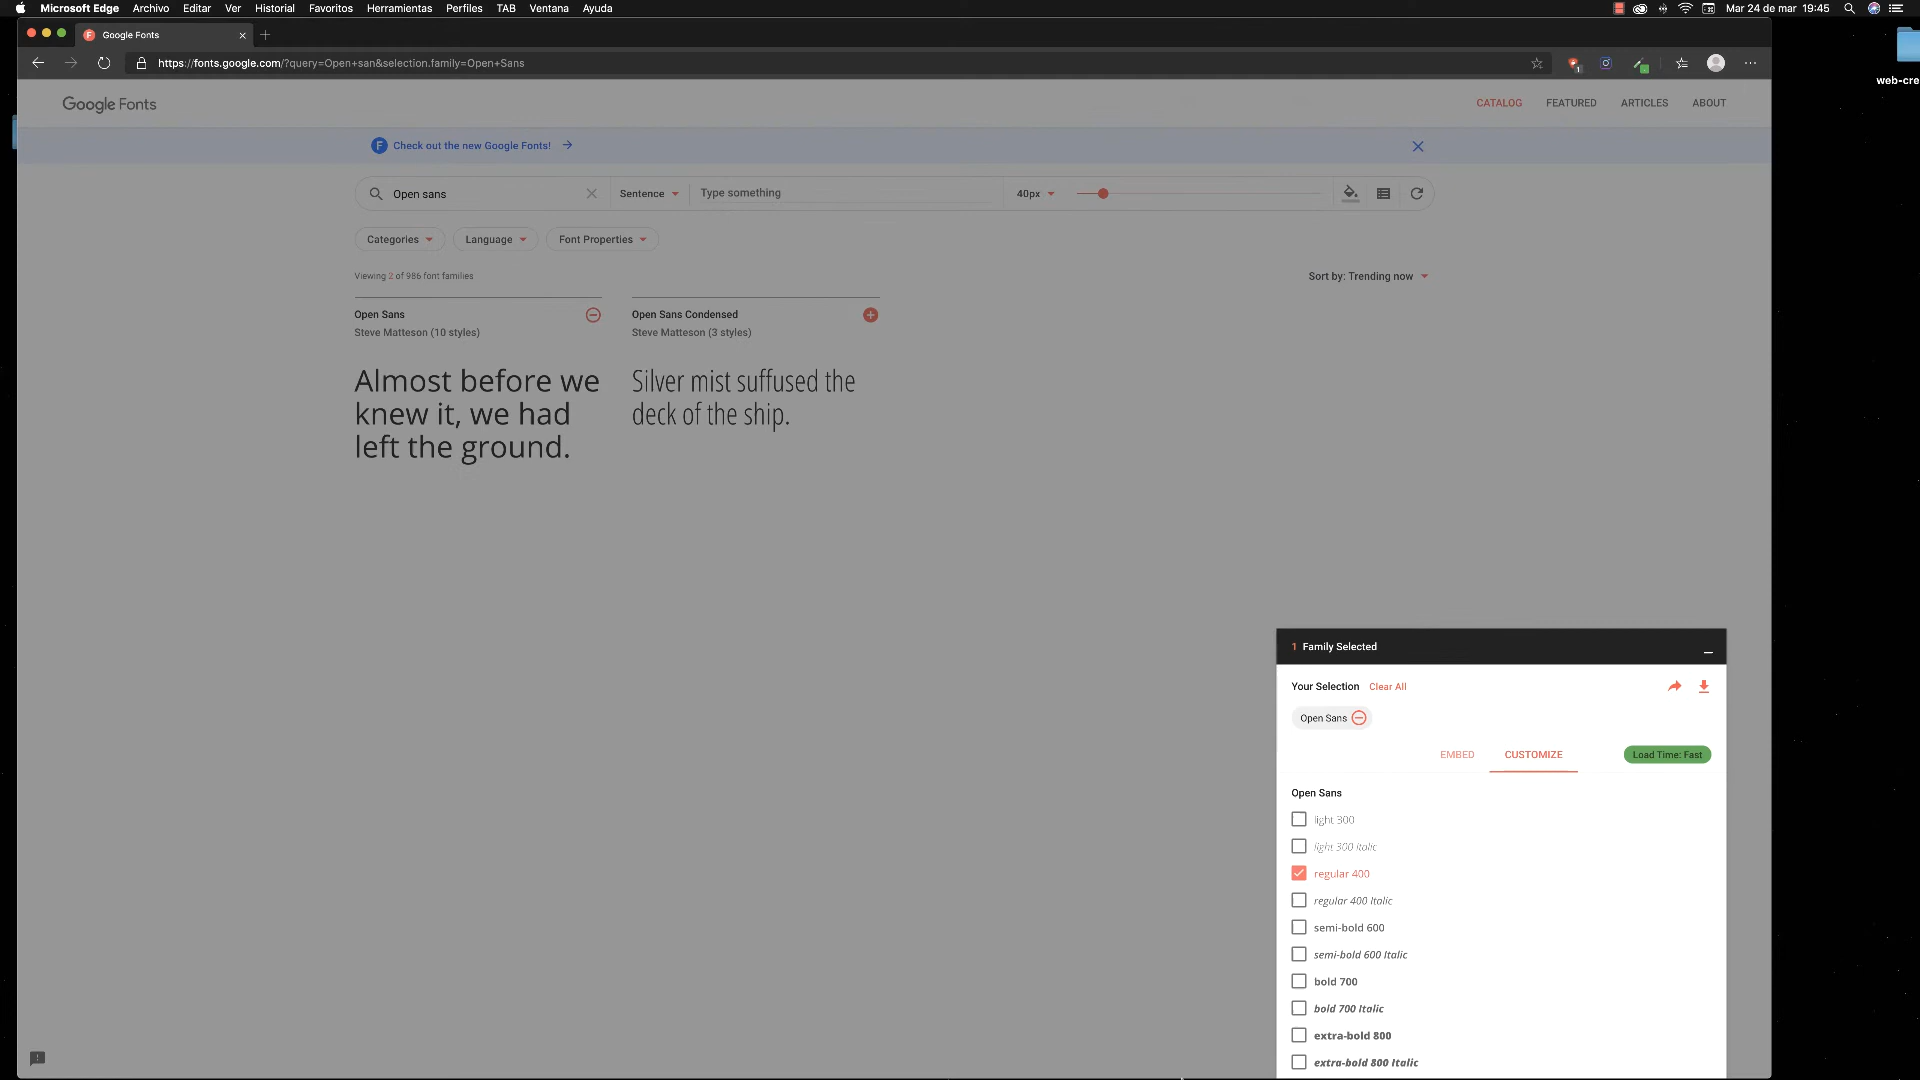 Microsoft Edge Archivo Editar Ver Historial Favoritos Herramientas Perfiles TAB Ventana Ayuda Mar 24 de mar 19:45
Google Fonts
https://fonts.google.com/?query=Open+san&selection.family=Open+Sans
web-cre
Google Fonts CATALOG FEATURED ARTICLES ABOUT
F Check out the new Google Fonts!
Open sans Sentence Type something 40px
Categories Language Font Properties
Viewing 2 of 986 font families Sort by: Trending now
Open Sans
Steve Matteson (10 styles)
Almost before we
knew it, we had
left the ground.
Open Sans Condensed
Steve Matteson (3 styles)
Silver mist suffused the
deck of the ship.
1 Family Selected
Your Selection Clear All
Open Sans
EMBED CUSTOMIZE Load Time: Fast
Open Sans
light 300
light 300 Italic
regular 400
regular 400 Italic
semi-bold 600
semi-bold 600 Italic
bold 700
bold 700 Italic
extra-bold 800
extra-bold 800 Italic